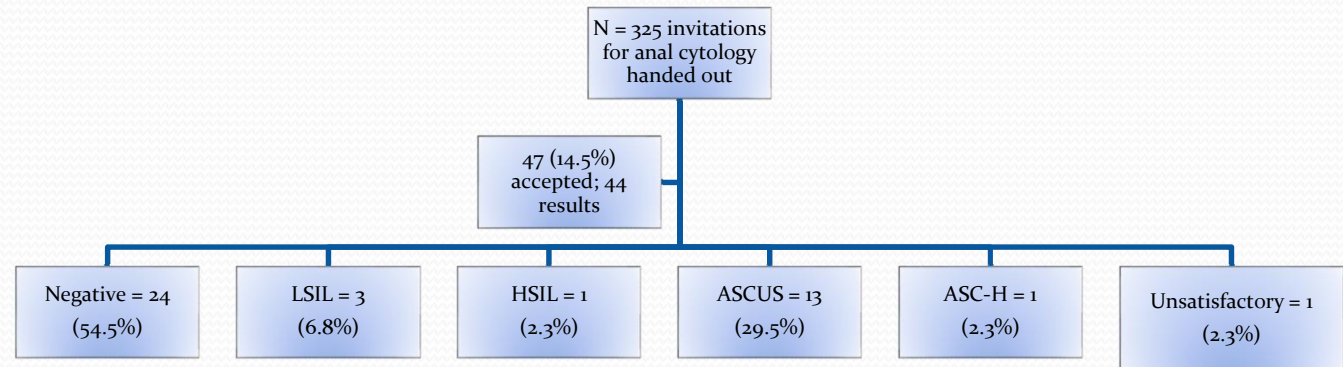 N = 325 invitations
for anal cytology
handed out
47 (14.5%)
accepted; 44
results
Negative = 24
(54.5%)
LSIL = 3
(6.8%)
HSIL = 1
(2.3%)
ASCUS = 13
(29.5%)
ASC-H = 1
(2.3%)
Unsatisfactory = 1
(2.3%)